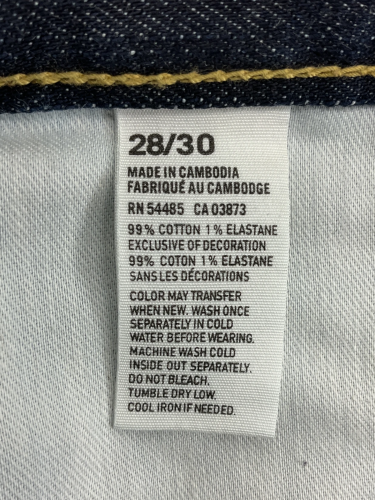 28/30
MADE IN CAMBODIA
FABRIQUÉ AU CAMBODGE
RN 54485 CA 03873
99% COTTON 1% ELASTANE
EXCLUSIVE OF DECORATION
99% COTON 1% ELASTANE
SANS LES DÉCORATIONS
COLOR MAY TRANSFER
WHEN NEW. WASH ONCE
SEPARATELY IN COLD
WATER BEFORE WEARING.
MACHINE WASH COLD
INSIDE OUT SEPARATELY.
DO NOT BLEACH.
TUMBLE DRY LOW.
COOL IRON IF NEEDED.